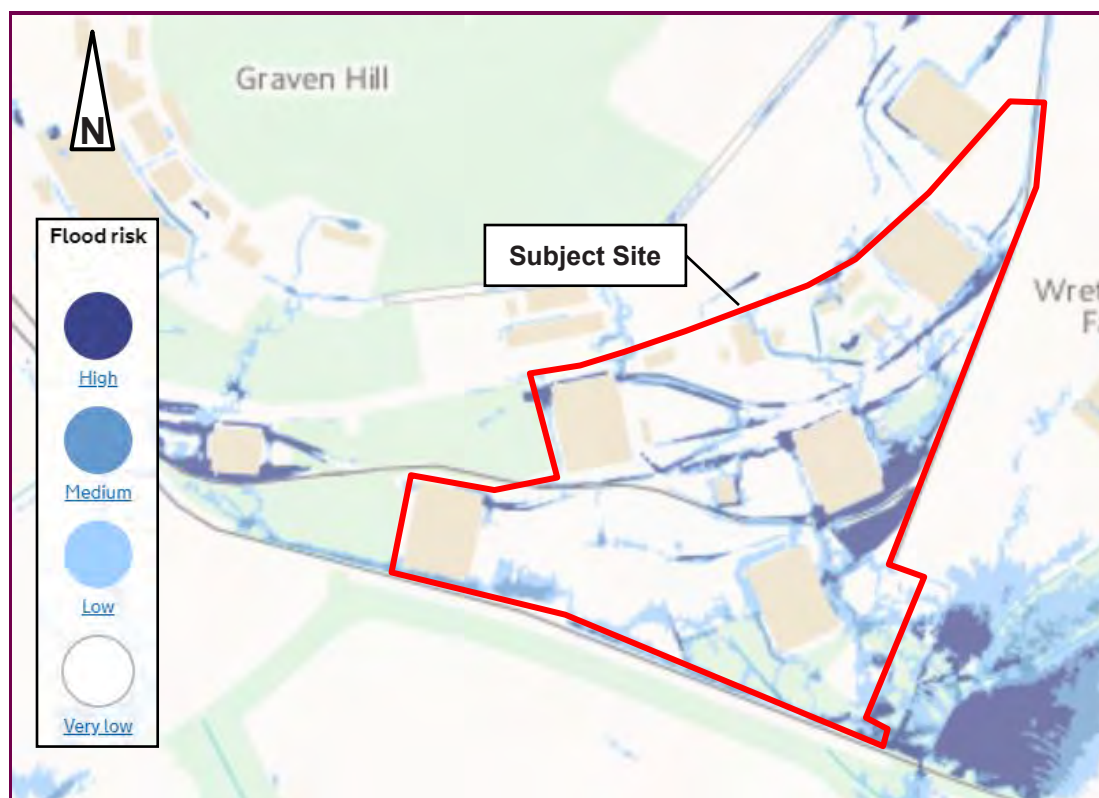 Graven Hill
N
Flood risk
Subject Site
High
Medium
Low
Very low